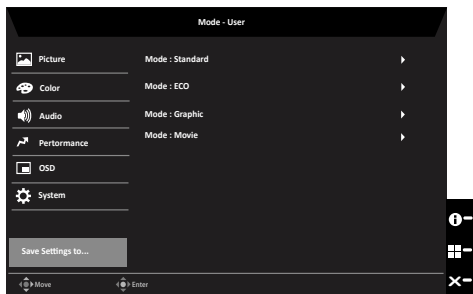 Mode - User
Picture
Color
Audio
Pertormance
OSD
System
Save Settings to...
Mode : Standard
Mode : ECO
Mode : Graphic
Mode : Movie
Move
Enter